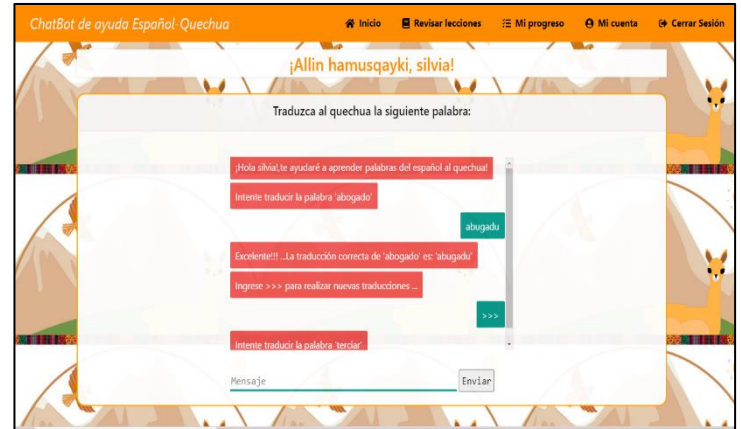 ChatBot de ayuda Español-Quechua
Inicio
Revisar lecciones
Mi progreso
Mi cuenta
Cerrar Sesión
¡Allin hamusqayki, silvia!
Traduzca al quechua la siguiente palabra:
¡Hola silvia!,te ayudaré a aprender palabras del español al quechua!
Intente traducir la palabra 'abogado'
abugadu
Excelente!!! ...La traducción correcta de 'abogado' es: 'abugadu'
Ingrese >>> para realizar nuevas traducciones ...
>>>
Intente traducir la palabra 'terciar'
Mensaje
Enviar